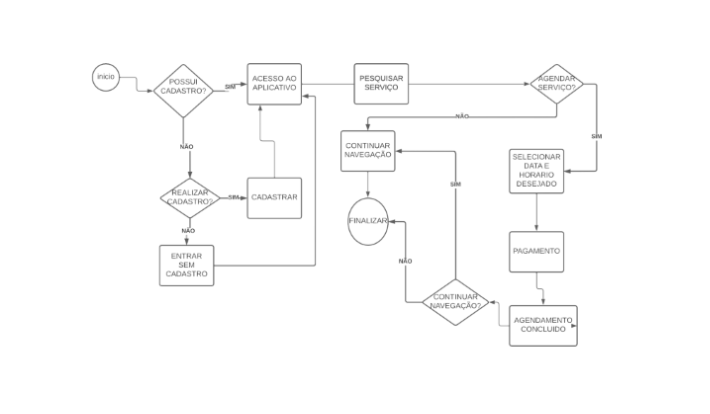 Início
POSSUI
CADASTRO?
SIM
ACESSO AO
APLICATIVO
PESQUISAR
SERVIÇO
AGENDAR
SERVIÇO?
NÃO
SIM
NÃO
CONTINUAR
NAVEGAÇÃO
SELECIONAR
DATA E
HORARIO
DESEJADO
REALIZAR
CADASTRO?
SIM
CADASTRAR
SIM
FINALIZAR
NÃO
ENTRAR
SEM
CADASTRO
PAGAMENTO
NÃO
CONTINUAR
NAVEGAÇÃO?
AGENDAMENTO
CONCLUIDO